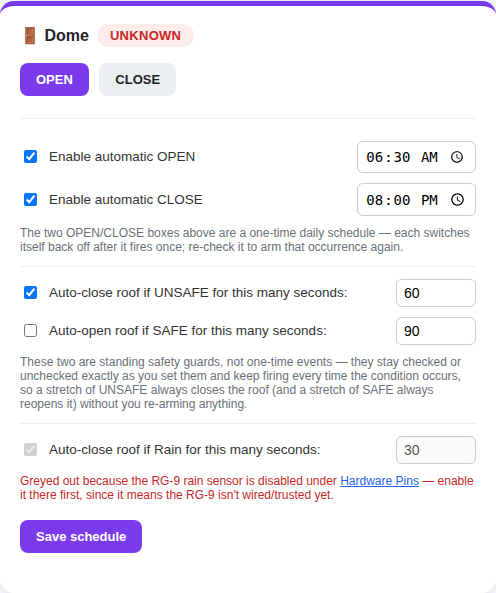 Dome UNKNOWN
OPEN CLOSE
Enable automatic OPEN 06:30 AM
Enable automatic CLOSE 08:00 PM
The two OPEN/CLOSE boxes above are a one-time daily schedule — each switches
itself back off after it fires once; re-check it to arm that occurrence again.
Auto-close roof if UNSAFE for this many seconds: 60
Auto-open roof if SAFE for this many seconds: 90
These two are standing safety guards, not one-time events — they stay checked or
unchecked exactly as you set them and keep firing every time the condition occurs,
so a stretch of UNSAFE always closes the roof (and a stretch of SAFE always
reopens it) without you re-arming anything.
Auto-close roof if Rain for this many seconds: 30
Greyed out because the RG-9 rain sensor is disabled under Hardware Pins — enable
it there first, since it means the RG-9 isn't wired/trusted yet.
Save schedule